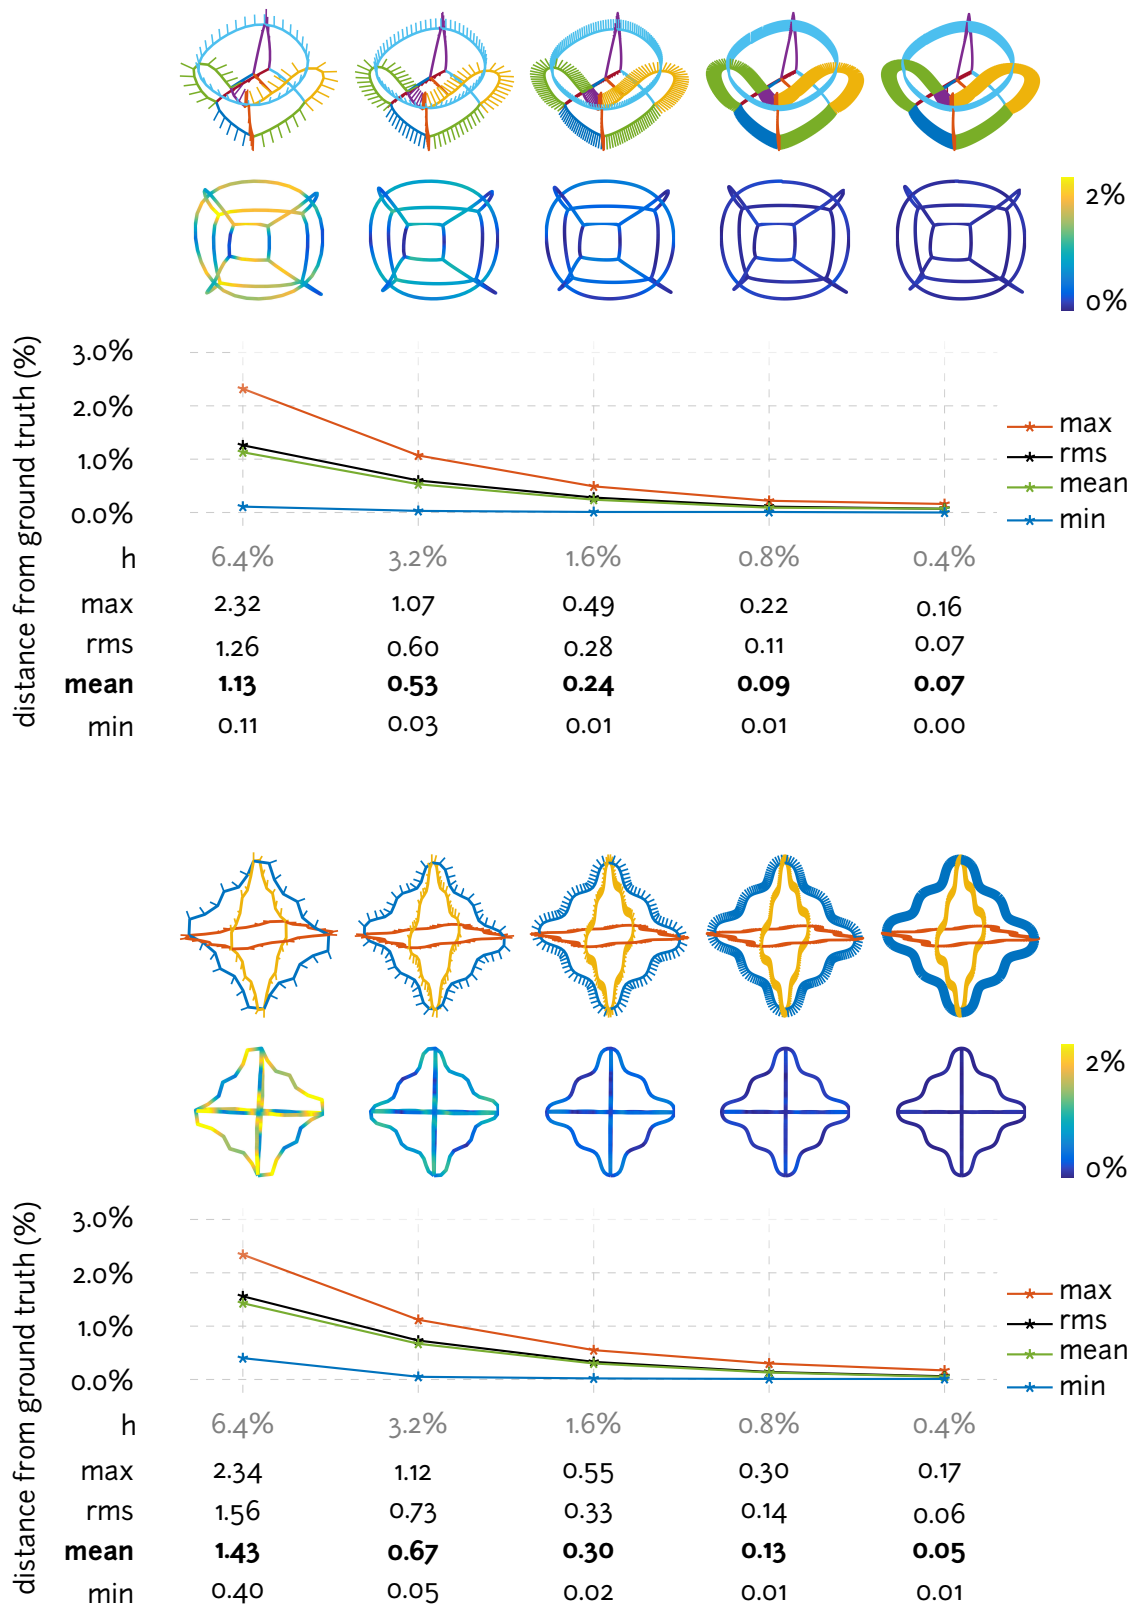 2%
0%
distance from ground truth (%)
3.0%
2.0%
1.0%
0.0%
max
rms
mean
min
h 6.4% 3.2% 1.6% 0.8% 0.4%
max 2.32 1.07 0.49 0.22 0.16
rms 1.26 0.60 0.28 0.11 0.07
mean 1.13 0.53 0.24 0.09 0.07
min 0.11 0.03 0.01 0.01 0.00
2%
0%
distance from ground truth (%)
3.0%
2.0%
1.0%
0.0%
max
rms
mean
min
h 6.4% 3.2% 1.6% 0.8% 0.4%
max 2.34 1.12 0.55 0.30 0.17
rms 1.56 0.73 0.33 0.14 0.06
mean 1.43 0.67 0.30 0.13 0.05
min 0.40 0.05 0.02 0.01 0.01